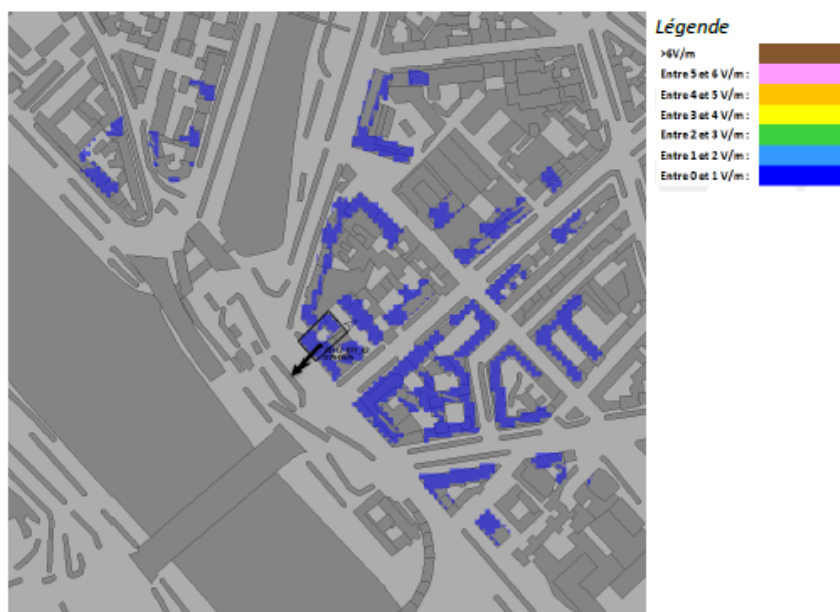 Légende
>6V/m
Entre 5 et 6 V/m :
Entre 4 et 5 V/m :
Entre 3 et 4 V/m :
Entre 2 et 3 V/m :
Entre 1 et 2 V/m :
Entre 0 et 1 V/m :